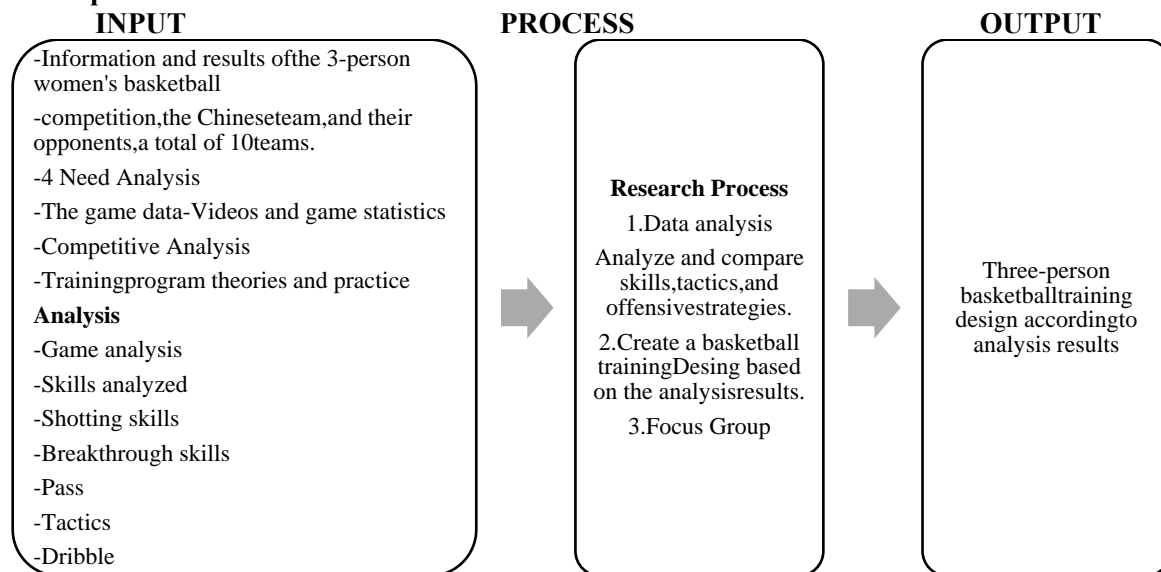 INPUT
PROCESS
OUTPUT
-Information and results ofthe 3-person
women's basketball
-competition,the Chineseteam,and their
opponents,a total of 10teams.
-4 Need Analysis
-The game data-Videos and game statistics
-Competitive Analysis
-Trainingprogram theories and practice
Analysis
-Game analysis
-Skills analyzed
-Shotting skills
-Breakthrough skills
-Pass
-Tactics
-Dribble
Research Process
1.Data analysis
Analyze and compare
skills,tactics,and
offensivestrategies.
2.Create a basketball
trainingDesing based
on the analysisresults.
3.Focus Group
Three-person
basketballtraining
design accordingto
analysis results